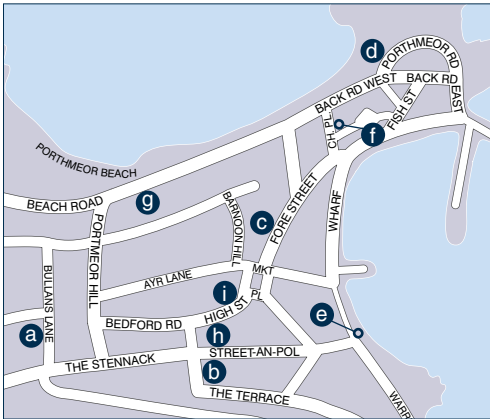 d
PORTHMEOR RD
BACK RD WEST
BACK RD
EAST
FISH ST
CH. PL
f
PORTHMEOR BEACH
BEACH ROAD
g
PORTMEOR HILL
BARNOON HILL
c
FORE STREET
WHARF
BULLANS LANE
AYR LANE
MKT
PL
i
HIGH ST
BEDFORD RD
e
a
h
THE STENNACK
STREET-AN-POL
b
THE TERRACE
WARR